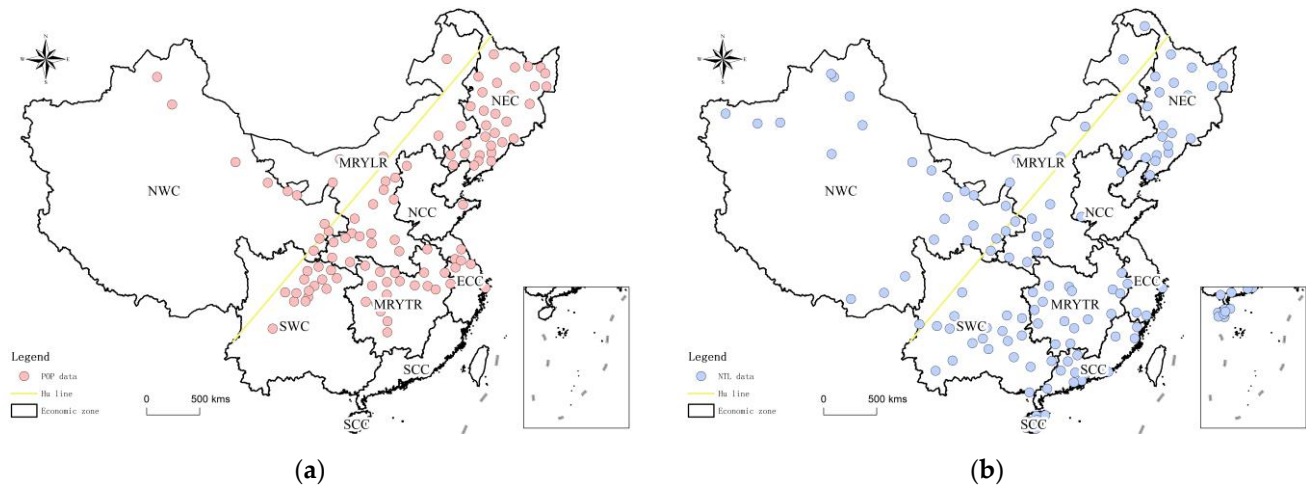 (a)
N
W
E
S
NWC
MRYLR
NEC
NCC
ECC
MRYTR
SWC
SCC
SCC
Legend
POP data
Hu line
Economic zone
0 500 kms
(b)
N
W
E
S
NWC
MRYLR
NEC
NCC
ECC
MRYTR
SWC
SCC
SCC
Legend
NTL data
Hu line
Economic zone
0 500 kms
(a)
(b)